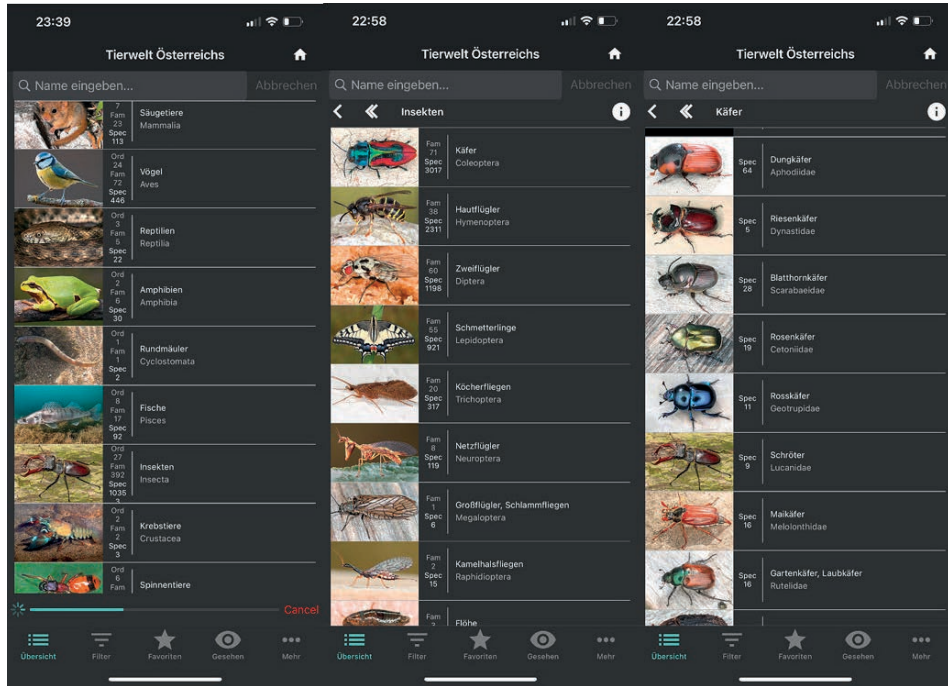 23:39
Tierwelt Österreichs
Name eingeben...
Abbrechen
7
Fam
23
Spec
113
Säugetiere
Mammalia
Ord
24
Fam
72
Spec
446
Vögel
Aves
Ord
3
Fam
5
Spec
22
Reptilien
Reptilia
Ord
2
Fam
6
Spec
30
Amphibien
Amphibia
Ord
1
Fam
1
Spec
2
Rundmäuler
Cyclostomata
Ord
8
Fam
17
Spec
92
Fische
Pisces
Ord
27
Fam
392
Spec
1035
3
Insekten
Insecta
Ord
2
Fam
2
Spec
3
Krebstiere
Crustacea
Ord
6
Fam
Spinnentiere
Cancel
Übersicht
Filter
Favoriten
Gesehen
Mehr
22:58
Tierwelt Österreichs
Name eingeben...
Abbrechen
Insekten
Fam
71
Spec
3017
Käfer
Coleoptera
Fam
38
Spec
2311
Hautflügler
Hymenoptera
Fam
60
Spec
1198
Zweiflügler
Diptera
Fam
55
Spec
921
Schmetterlinge
Lepidoptera
Fam
20
Spec
317
Köcherfliegen
Trichoptera
Fam
8
Spec
119
Netzflügler
Neuroptera
Fam
1
Spec
6
Großflügler, Schlammfliegen
Megaloptera
Fam
2
Spec
15
Kamelhalsfliegen
Raphidioptera
Fam
Flöhe
Übersicht
Filter
Favoriten
Gesehen
Mehr
22:58
Tierwelt Österreichs
Name eingeben...
Abbrechen
Käfer
Spec
64
Dungkäfer
Aphodiidae
Spec
5
Riesenkäfer
Dynastidae
Spec
28
Blatthornkäfer
Scarabaeidae
Spec
19
Rosenkäfer
Cetoniidae
Spec
11
Rosskäfer
Geotrupidae
Spec
9
Schröter
Lucanidae
Spec
16
Maikäfer
Melolonthidae
Spec
16
Gartenkäfer, Laubkäfer
Rutelidae
Übersicht
Filter
Favoriten
Gesehen
Mehr